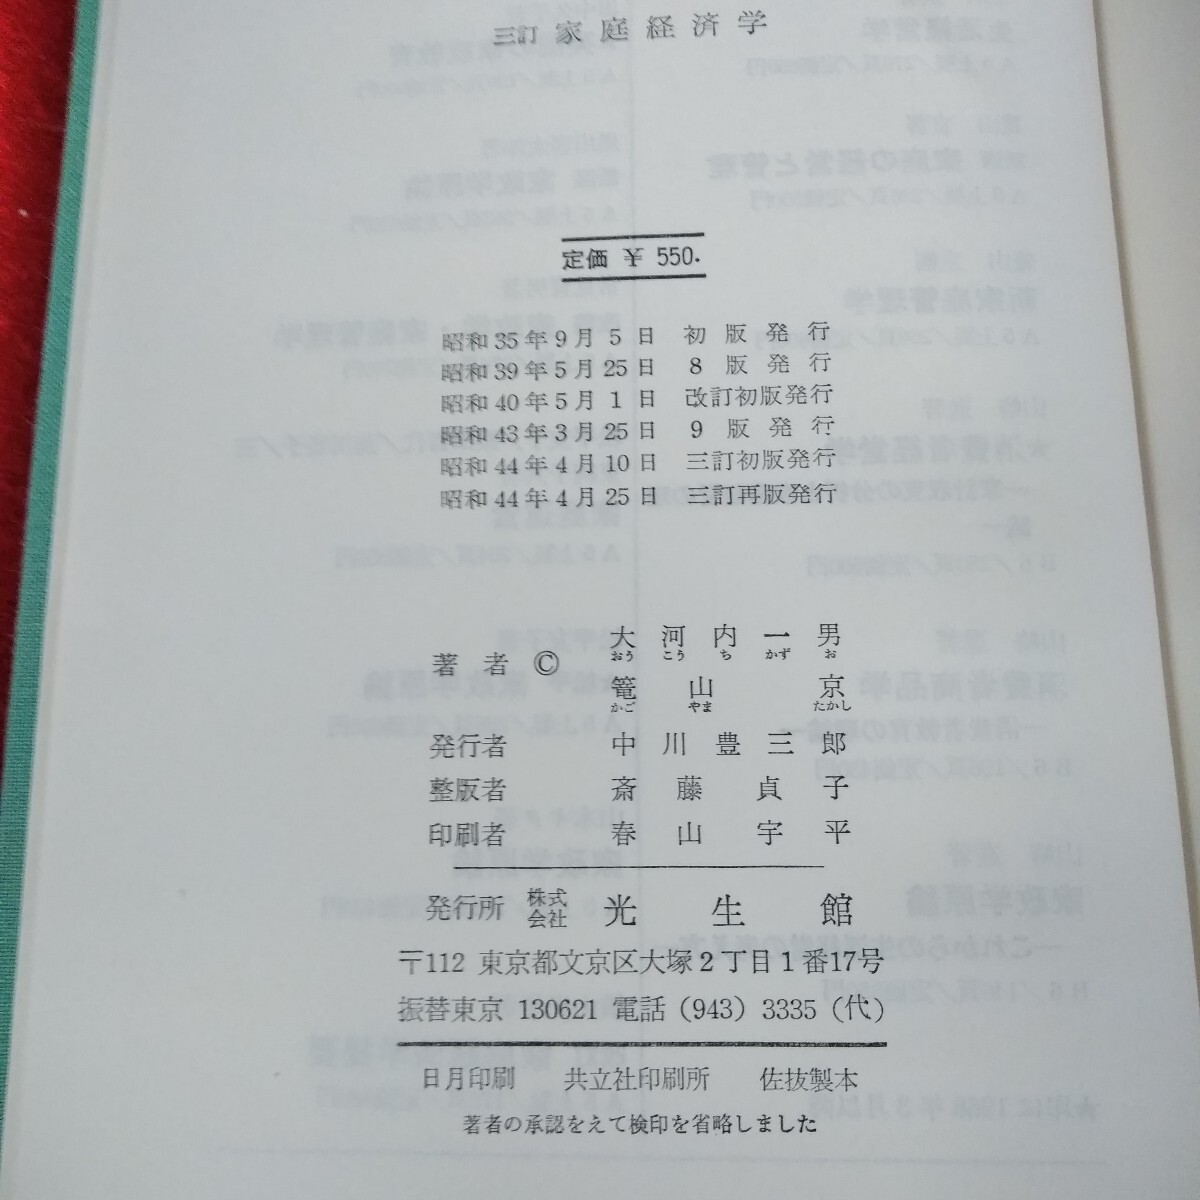 三訂 家庭経済学
定価 ¥ 550.
昭和35年9月5日 初版発行
昭和39年5月25日 8版発行
昭和40年5月1日 改訂初版発行
昭和43年3月25日 9版発行
昭和44年4月10日 三訂初版発行
昭和44年4月25日 三訂再版発行
著者 © 大河内一男
おう こう ち かず お
篭山京
かご やま たかし
発行者 中川豊三郎
整版者 斎藤貞子
印刷者 春山宇平
発行所 株式会社 光生館
〒112 東京都文京区大塚2丁目1番17号
振替東京 130621 電話 (943) 3335 (代)
日月印刷 共立社印刷所 佐抜製本
著者の承認をえて検印を省略しました